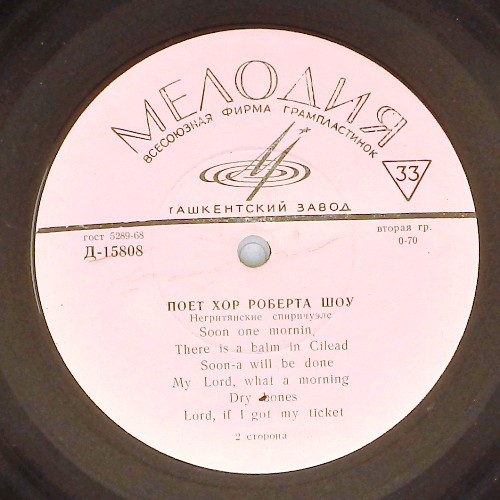 МЕЛОДИЯ
ВСЕСОЮЗНАЯ ФИРМА ГРАМПЛАСТИНОК
33
ТАШКЕНТСКИЙ ЗАВОД
гост 5289-68
Д-15808
вторая гр.
0-70
ПОЕТ ХОР РОБЕРТА ШОУ
Негритянские спиричуэле
Soon one mornin
There is a balm in Cilead
Soon-a will be done
My Lord, what a morning
Dry bones
Lord, if I got my ticket
2 сторона